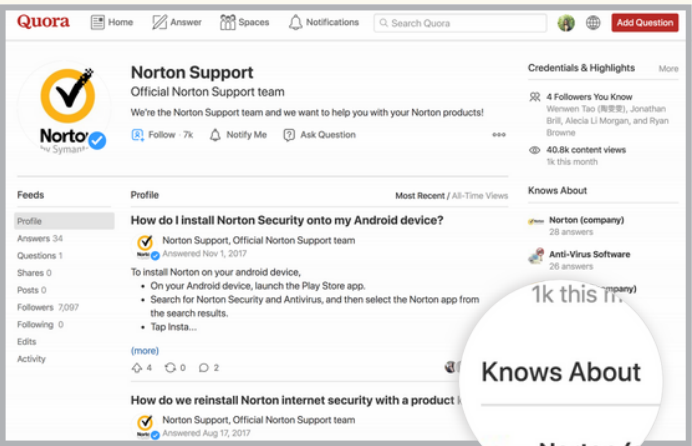 Quora
Home
Answer
Spaces
Notifications
Search Quora
Add Question
Norton
by Symant
Norton Support
Official Norton Support team
We're the Norton Support team and we want to help you with your Norton products!
Follow · 7k
Notify Me
Ask Question
Credentials & Highlights
More
4 Followers You Know
Wenwen Tao (陶雯雯), Jonathan
Brill, Alecia Li Morgan, and Ryan
Browne
40.8k content views
1k this month
Knows About
Norton (company)
28 answers
Anti-Virus Software
26 answers
mpany)
Feeds
Profile
Answers 34
Questions 1
Shares 0
Posts 0
Followers 7,097
Following 0
Edits
Activity
Profile
Most Recent / All-Time Views
How do I install Norton Security onto my Android device?
Norton Support, Official Norton Support team
Answered Nov 1, 2017
To install Norton on your android device,
• On your Android device, launch the Play Store app.
• Search for Norton Security and Antivirus, and then select the Norton app from
the search results.
• Tap Insta...
(more)
4
0
2
How do we reinstall Norton internet security with a product
Norton Support, Official Norton Support team
Answered Aug 17, 2017
1k this m
Knows About